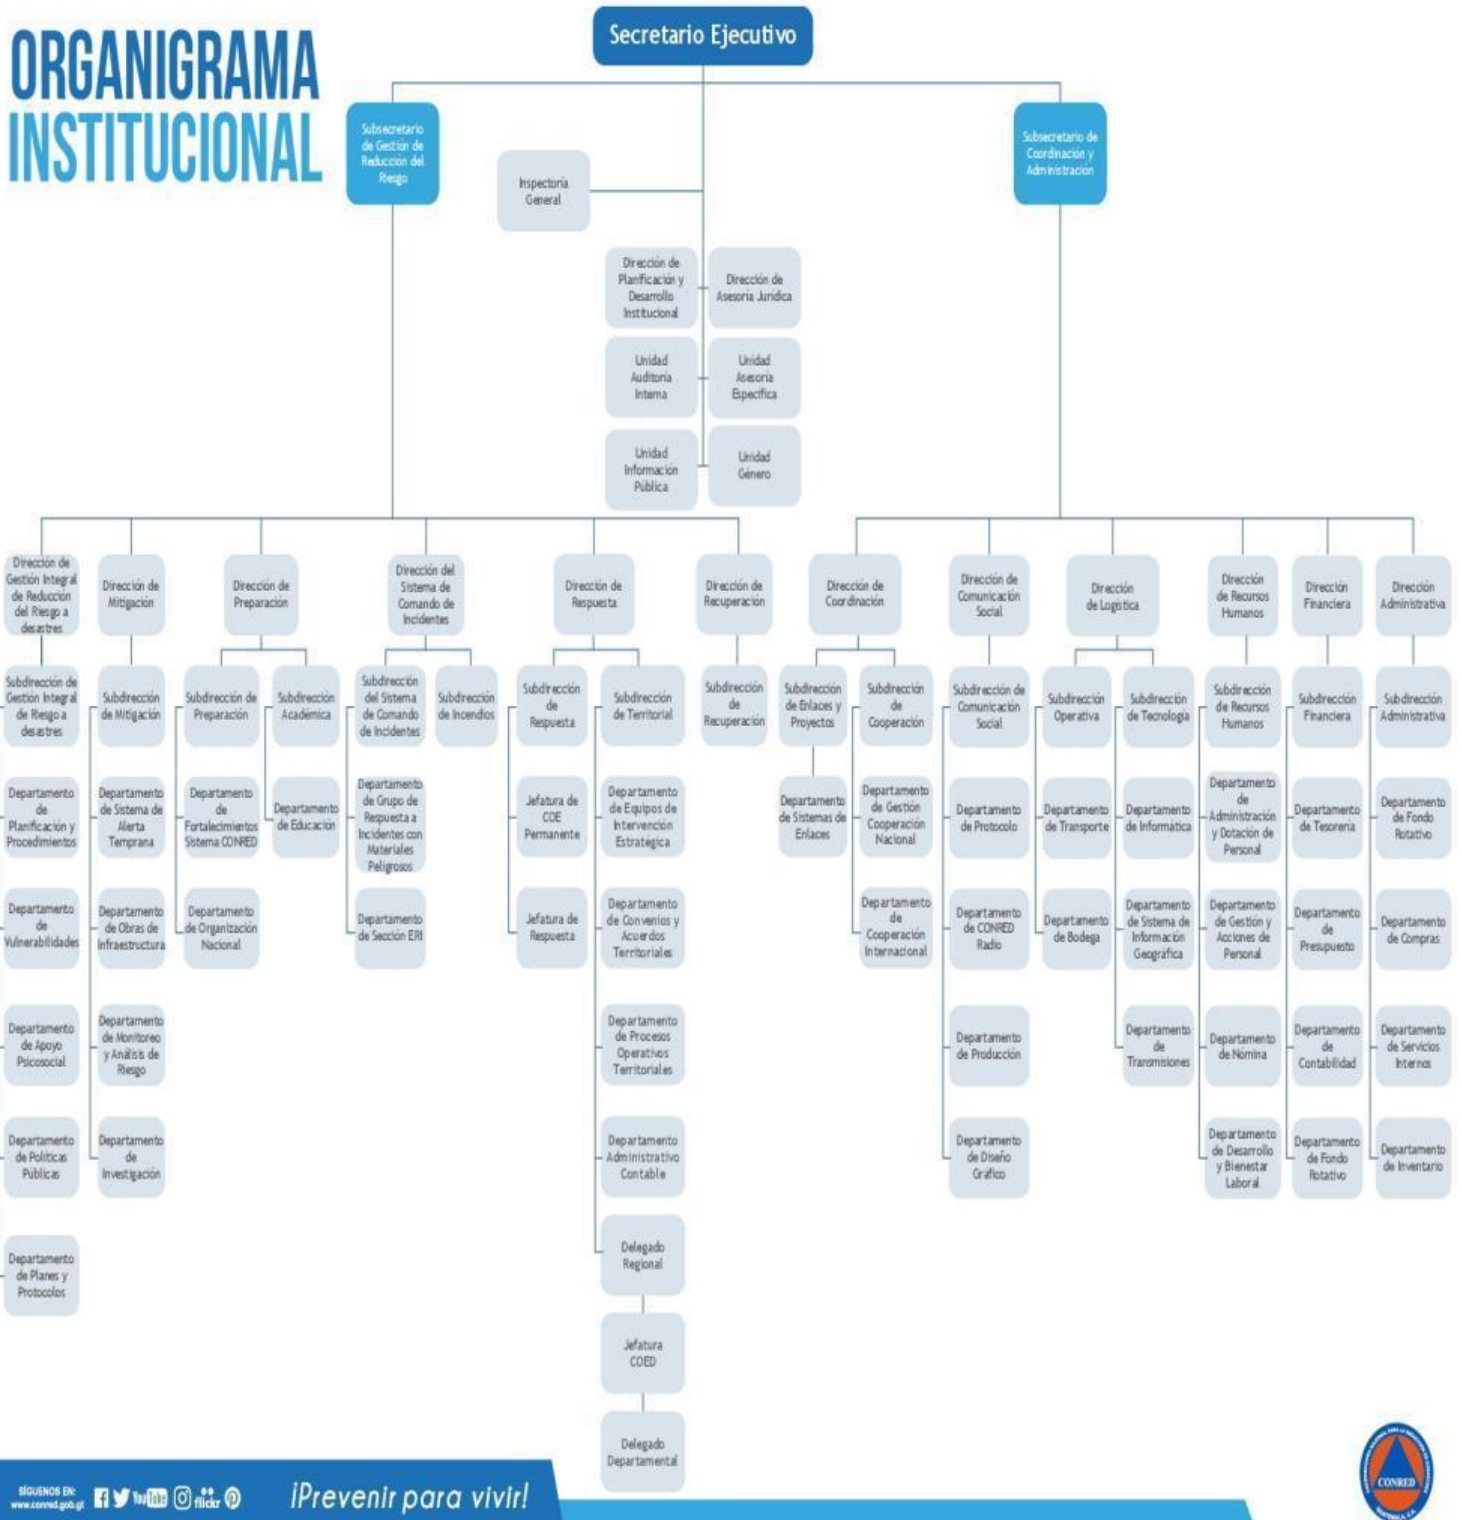 ORGANIGRAMA
INSTITUCIONAL
Secretario Ejecutivo
Subsecretario
de Gestión de
Reducción del
Riesgo
Subsecretario de
Coordinación y
Administración
Inspectoría
General
Dirección de
Planificación y
Desarrollo
Institucional
Dirección de
Asesoría Jurídica
Unidad
Auditoría
Interna
Unidad
Asesoría
Específica
Unidad
Información
Pública
Unidad
Género
Dirección de
Gestión Integral
de Reducción
del Riesgo a
desastres
Dirección de
Mitigación
Dirección de
Preparación
Dirección del
Sistema de
Comando de
Incidentes
Dirección de
Respuesta
Dirección de
Recuperación
Dirección de
Coordinación
Dirección de
Comunicación
Social
Dirección
de Logística
Dirección
de Recursos
Humanos
Dirección
Financiera
Dirección
Administrativa
Subdirección de
Gestión Integral
de Riesgo a
desastres
Subdirección
de Mitigación
Subdirección de
Preparación
Subdirección
Académica
Subdirección
del Sistema
de Comando
de Incidentes
Subdirección
de Incendios
Subdirección
de
Respuesta
Subdirección
de Territorial
Subdirección
de
Recuperación
Subdirección
de Enlaces y
Proyectos
Subdirección
de
Cooperación
Subdirección de
Comunicación
Social
Subdirección
Operativa
Subdirección
de Tecnología
Subdirección
de Recursos
Humanos
Subdirección
Financiera
Subdirección
Administrativa
Departamento
de
Planificación y
Procedimientos
Departamento
de Sistema de
Alerta
Temprana
Departamento
de
Fortalecimientos
Sistema CONRED
Departamento
de Educación
Departamento
de Grupo de
Respuesta a
Incidentes con
Materiales
Peligrosos
Jefatura de
COE
Permanente
Departamento
de Equipos de
Intervención
Estratégica
Departamento
de Sistemas de
Enlaces
Departamento
de Gestión
Cooperación
Nacional
Departamento
de Protocolo
Departamento
de Transporte
Departamento
de Informática
Departamento
de
Administración
y Dotación de
Personal
Departamento
de Tesorería
Departamento
de Fondo
Rotativo
Departamento
de
Vulnerabilidades
Departamento
de Obras de
Infraestructura
Departamento
de Organización
Nacional
Departamento
de Sección ERI
Jefatura de
Respuesta
Departamento
de Convenios y
Acuerdos
Territoriales
Departamento
de
Cooperación
Internacional
Departamento
de CONRED
Radio
Departamento
de Bodega
Departamento
de Sistema de
Información
Geográfica
Departamento
de Gestión y
Acciones de
Personal
Departamento
de
Presupuesto
Departamento
de Compras
Departamento
de Apoyo
Psicosocial
Departamento
de Monitoreo
y Análisis de
Riesgo
Departamento
de Procesos
Operativos
Territoriales
Departamento
de Producción
Departamento
de
Transmisiones
Departamento
de Nómina
Departamento
de
Contabilidad
Departamento
de Servicios
Internos
Departamento
de Políticas
Públicas
Departamento
de
Investigación
Departamento
Administrativo
Contable
Departamento
de Diseño
Gráfico
Departamento
de Desarrollo
y Bienestar
Laboral
Departamento
de Fondo
Rotativo
Departamento
de Inventario
Departamento
de Planes y
Protocolos
Delegado
Regional
Jefatura
COED
Delegado
Departamental
SÍGUENOS EN:
www.conred.gob.gt
YouTube
flickr
¡Prevenir para vivir!
CONRED